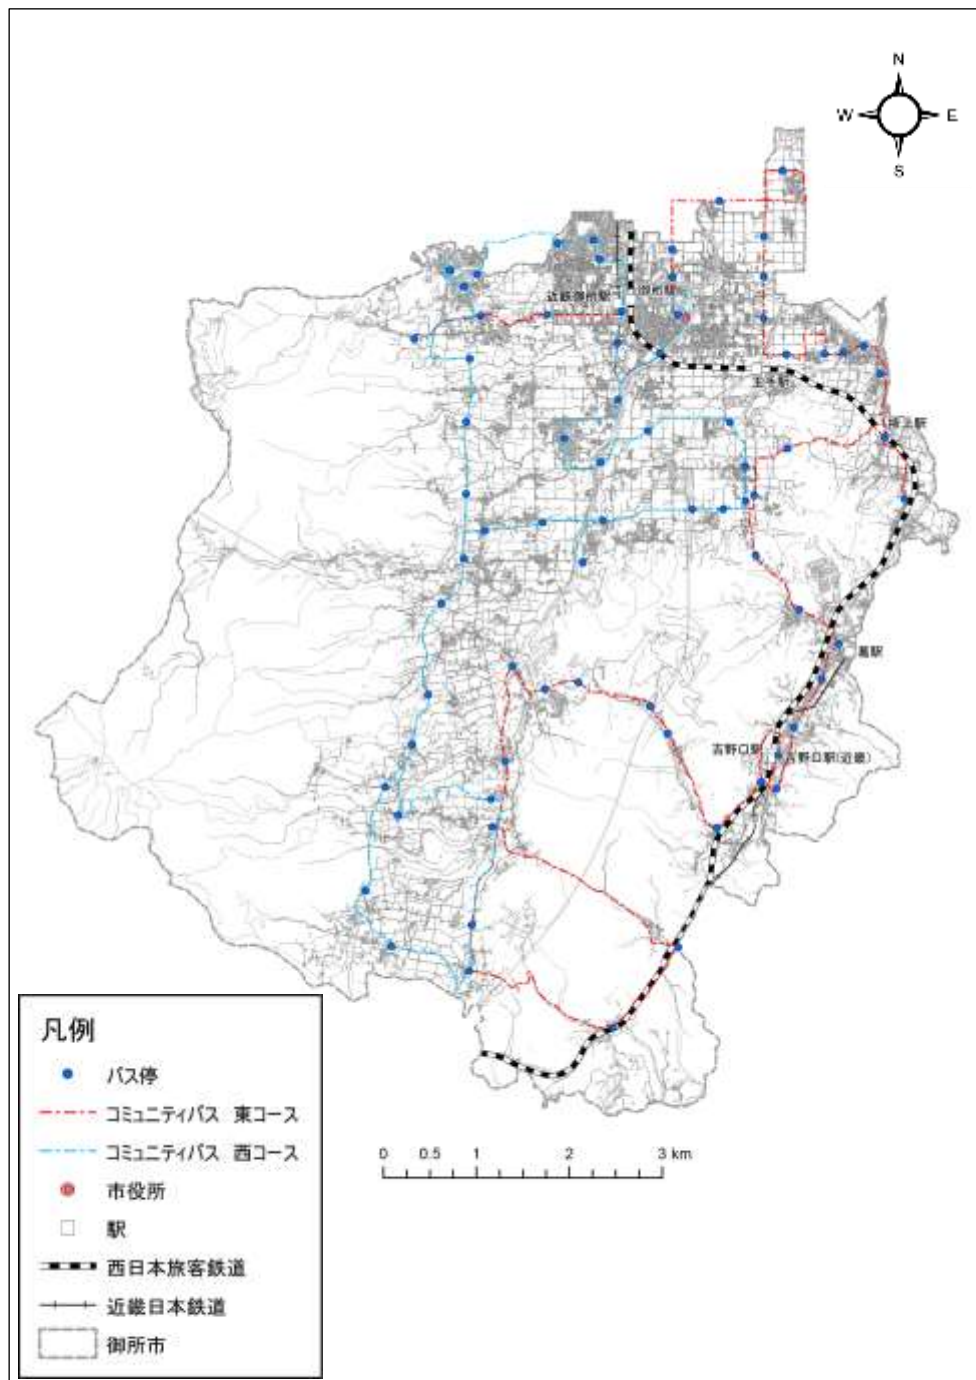 N
W
E
S
近鉄御所駅
御所駅
玉手駅
掖上駅
葛駅
吉野口駅
吉野口駅(近畿)
凡例
バス停
コミュニティバス 東コース
コミュニティバス 西コース
市役所
駅
西日本旅客鉄道
近畿日本鉄道
御所市
0 0.5 1 2 3 km